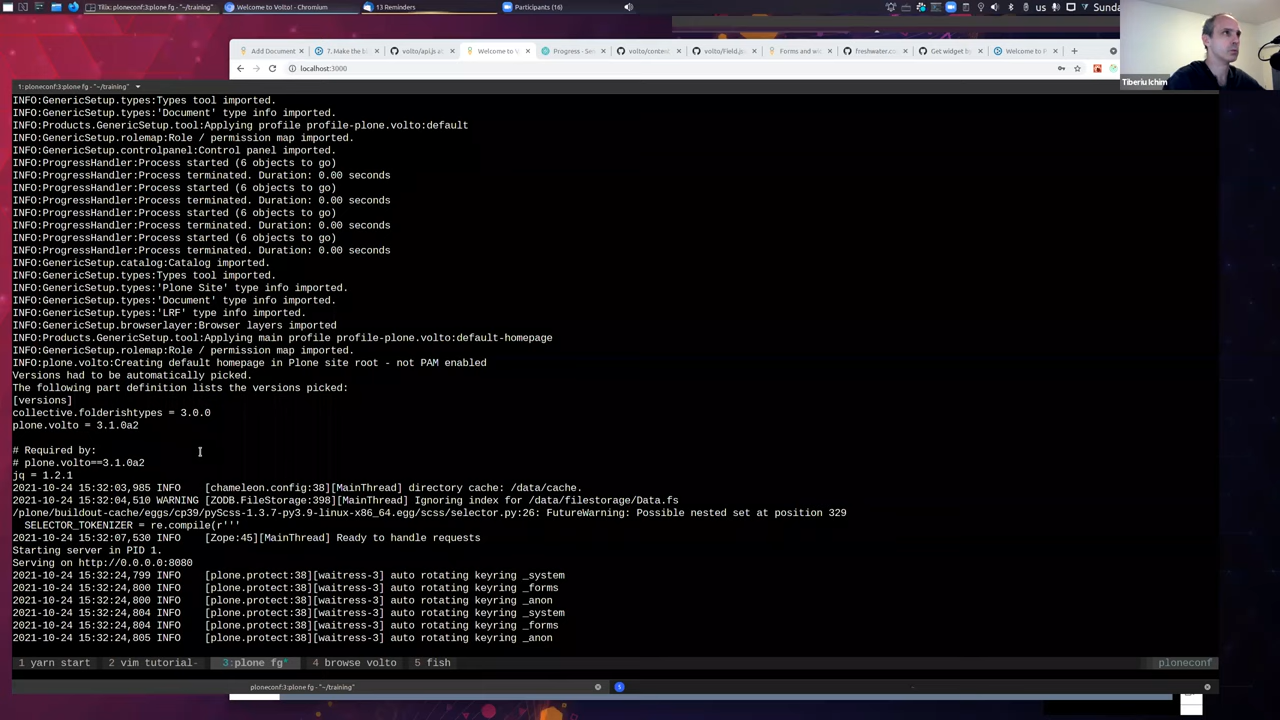 Tilix: ploneconf:3:plone fg "~/training"
Welcome to Volto! - Chromium
13 Reminders
Participants (16)
Sunda
Add Document
7. Make the b
volto/api.js a
Welcome to V
Progress - Se
volto/contex
volto/Field.js
Forms and wi
freshwater.co
Get widget b
Welcome to P
localhost:3000
Tiberiu Ichim
1: ploneconf:3:plone fg - "~/training"
INFO:GenericSetup.types:Types tool imported.
INFO:GenericSetup.types:'Document' type info imported.
INFO:Products.GenericSetup.tool:Applying profile profile-plone.volto:default
INFO:GenericSetup.rolemap:Role / permission map imported.
INFO:GenericSetup.controlpanel:Control panel imported.
INFO:ProgressHandler:Process started (6 objects to go)
INFO:ProgressHandler:Process terminated. Duration: 0.00 seconds
INFO:ProgressHandler:Process started (6 objects to go)
INFO:ProgressHandler:Process terminated. Duration: 0.00 seconds
INFO:ProgressHandler:Process started (6 objects to go)
INFO:ProgressHandler:Process terminated. Duration: 0.00 seconds
INFO:ProgressHandler:Process started (6 objects to go)
INFO:ProgressHandler:Process terminated. Duration: 0.00 seconds
INFO:GenericSetup.catalog:Catalog imported.
INFO:GenericSetup.types:Types tool imported.
INFO:GenericSetup.types:'Plone Site' type info imported.
INFO:GenericSetup.types:'Document' type info imported.
INFO:GenericSetup.types:'LRF' type info imported.
INFO:GenericSetup.browserlayer:Browser layers imported
INFO:Products.GenericSetup.tool:Applying main profile profile-plone.volto:default-homepage
INFO:GenericSetup.rolemap:Role / permission map imported.
INFO:plone.volto:Creating default homepage in Plone site root - not PAM enabled
Versions had to be automatically picked.
The following part definition lists the versions picked:
[versions]
collective.folderishtypes = 3.0.0
plone.volto = 3.1.0a2
# Required by:
# plone.volto==3.1.0a2
jq = 1.2.1
2021-10-24 15:32:03,985 INFO [chameleon.config:38][MainThread] directory cache: /data/cache.
2021-10-24 15:32:04,510 WARNING [ZODB.FileStorage:398][MainThread] Ignoring index for /data/filestorage/Data.fs
/plone/buildout-cache/eggs/cp39/pyScss-1.3.7-py3.9-linux-x86_64.egg/scss/selector.py:26: FutureWarning: Possible nested set at position 329
SELECTOR_TOKENIZER = re.compile(r'''
2021-10-24 15:32:07,530 INFO [Zope:45][MainThread] Ready to handle requests
Starting server in PID 1.
Serving on http://0.0.0.0:8080
2021-10-24 15:32:24,799 INFO [plone.protect:38][waitress-3] auto rotating keyring _system
2021-10-24 15:32:24,800 INFO [plone.protect:38][waitress-3] auto rotating keyring _forms
2021-10-24 15:32:24,800 INFO [plone.protect:38][waitress-3] auto rotating keyring _anon
2021-10-24 15:32:24,804 INFO [plone.protect:38][waitress-3] auto rotating keyring _system
2021-10-24 15:32:24,804 INFO [plone.protect:38][waitress-3] auto rotating keyring _forms
2021-10-24 15:32:24,805 INFO [plone.protect:38][waitress-3] auto rotating keyring _anon
1 yarn start 2 vim tutorial- 3:plone fg* 4 browse volto 5 fish ploneconf
ploneconf:3:plone fg - "~/training"